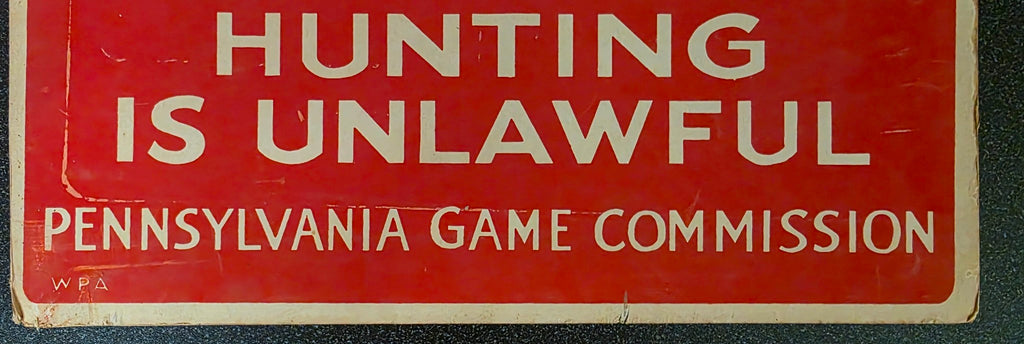 HUNTING
IS UNLAWFUL
PENNSYLVANIA GAME COMMISSION
WPA